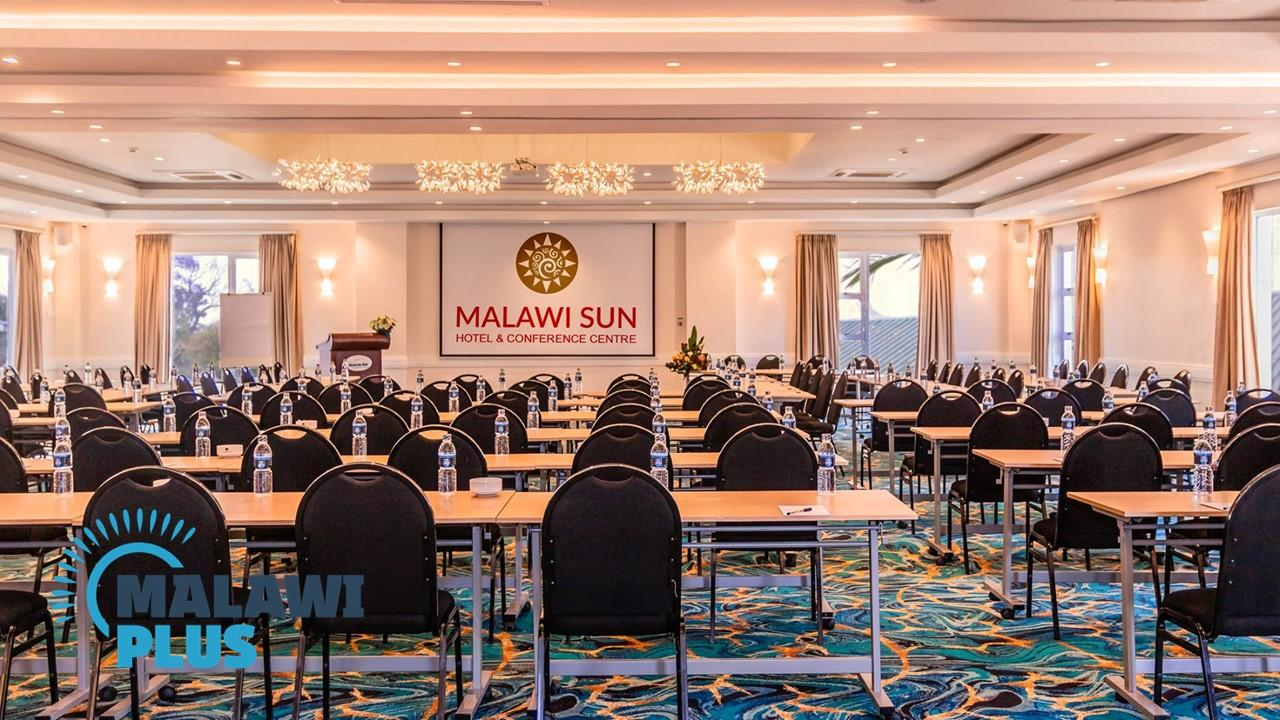 MALAWI SUN
HOTEL & CONFERENCE CENTRE
MALAWI
PLUS